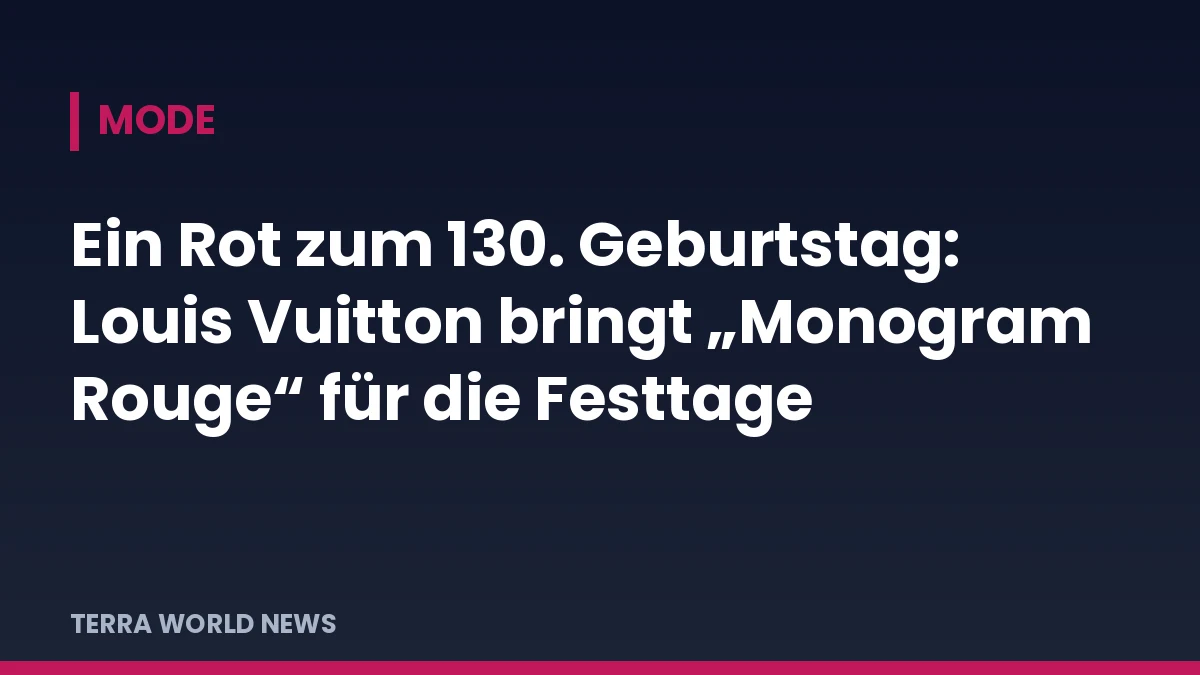 MODE
Ein Rot zum 130. Geburtstag:
Louis Vuitton bringt „Monogram
Rouge“ für die Festtage
TERRA WORLD NEWS